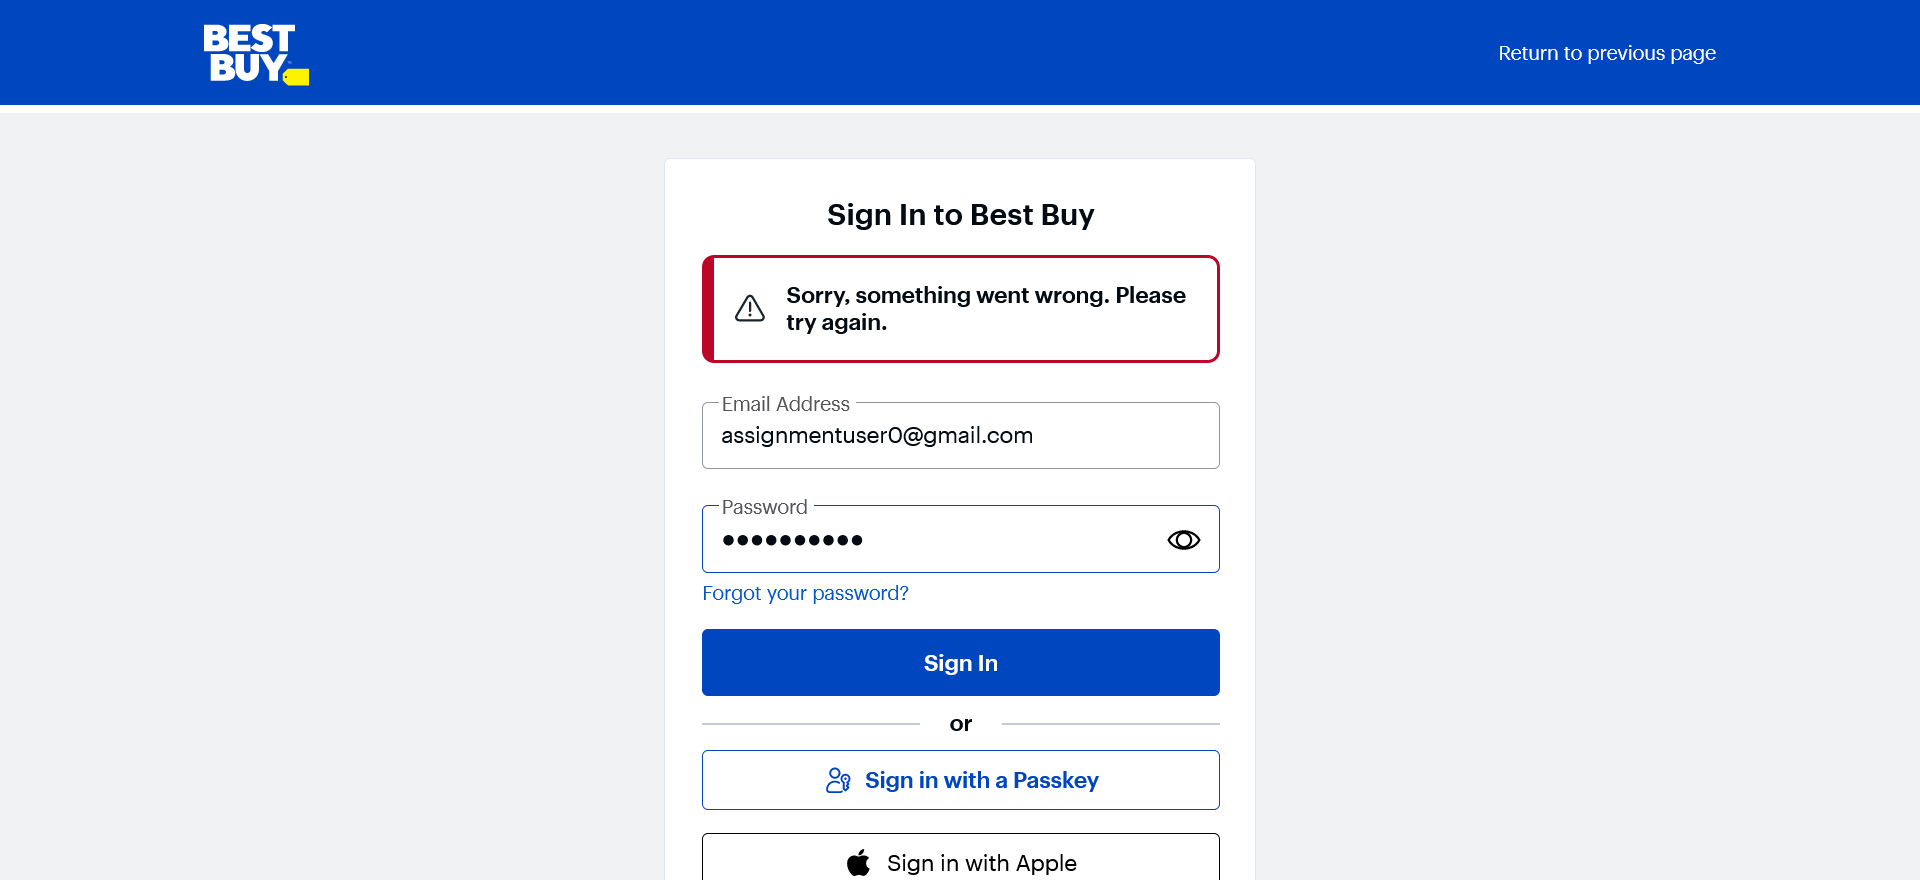 BEST
BUY
Return to previous page
Sign In to Best Buy
Sorry, something went wrong. Please
try again.
Email Address
assignmentuser0@gmail.com
Password
••••••••••
Forgot your password?
Sign In
or
Sign in with a Passkey
Sign in with Apple